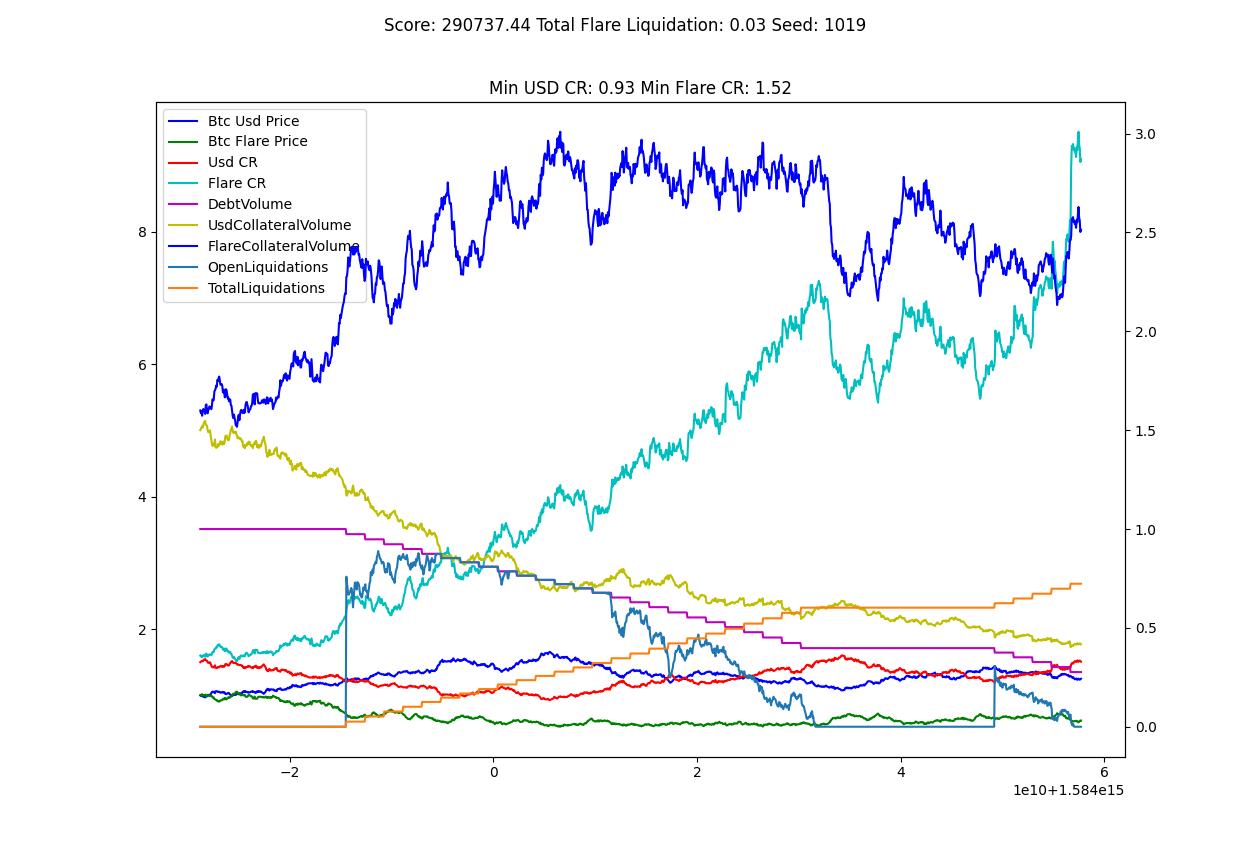 Score: 290737.44 Total Flare Liquidation: 0.03 Seed: 1019
Min USD CR: 0.93 Min Flare CR: 1.52
Btc Usd Price
Btc Flare Price
Usd CR
Flare CR
DebtVolume
UsdCollateralVolume
FlareCollateralVolume
OpenLiquidations
TotalLiquidations
8
6
4
2
3.0
2.5
2.0
1.5
1.0
0.5
0.0
−2 0 2 4 6
1e10+1.584e15